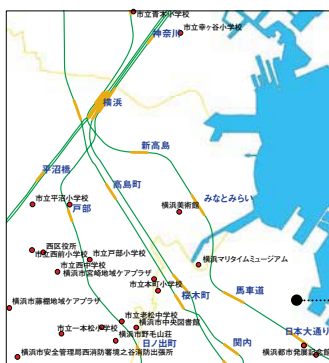 市立青木小学校
神奈川
市立幸ヶ谷小学校
横浜
新高島
平沼橋
高島町
みなとみらい
市立平沼小学校
戸部
横浜美術館
西区役所
市立戸部小学校
市立西前小学校
市立西中学校
横浜マリタイムミュージアム
横浜市宮崎地域ケアプラザ
市立本町小学校
馬車道
桜木町
横浜市藤棚地域ケアプラザ
市立老松中学校
市立一本松小学校
横浜市中央図書館
日本大通り
横浜市野毛山荘
関内
日ノ出町
横浜都市発展記念館
横浜市安全管理局西消防署境之谷消防出張所